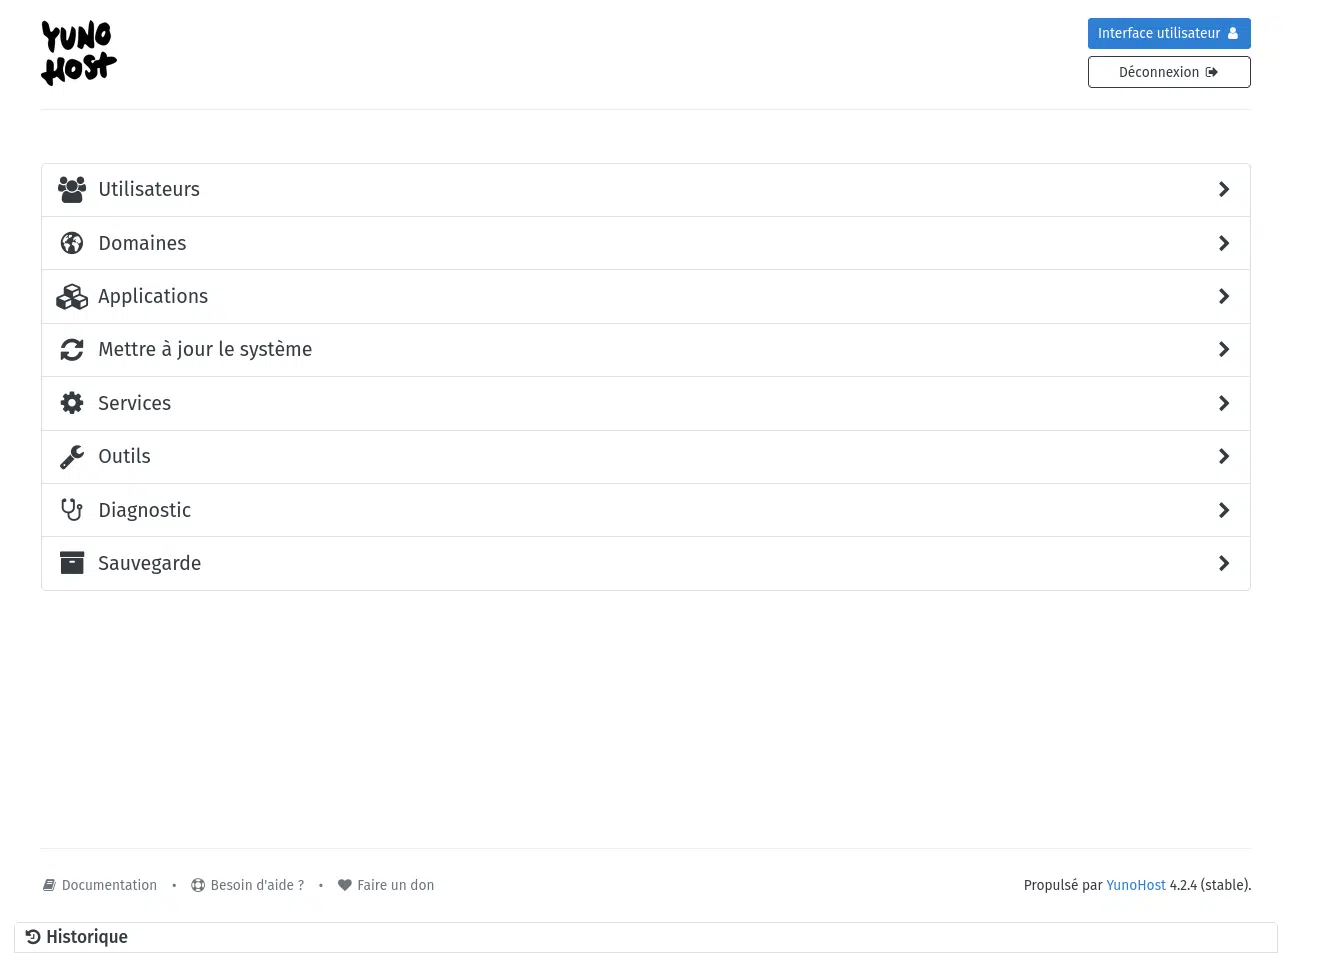 YUNO
HOST
Interface utilisateur
Déconnexion
Utilisateurs
Domaines
Applications
Mettre à jour le système
Services
Outils
Diagnostic
Sauvegarde
Documentation • Besoin d'aide ? • Faire un don
Propulsé par YunoHost 4.2.4 (stable).
Historique